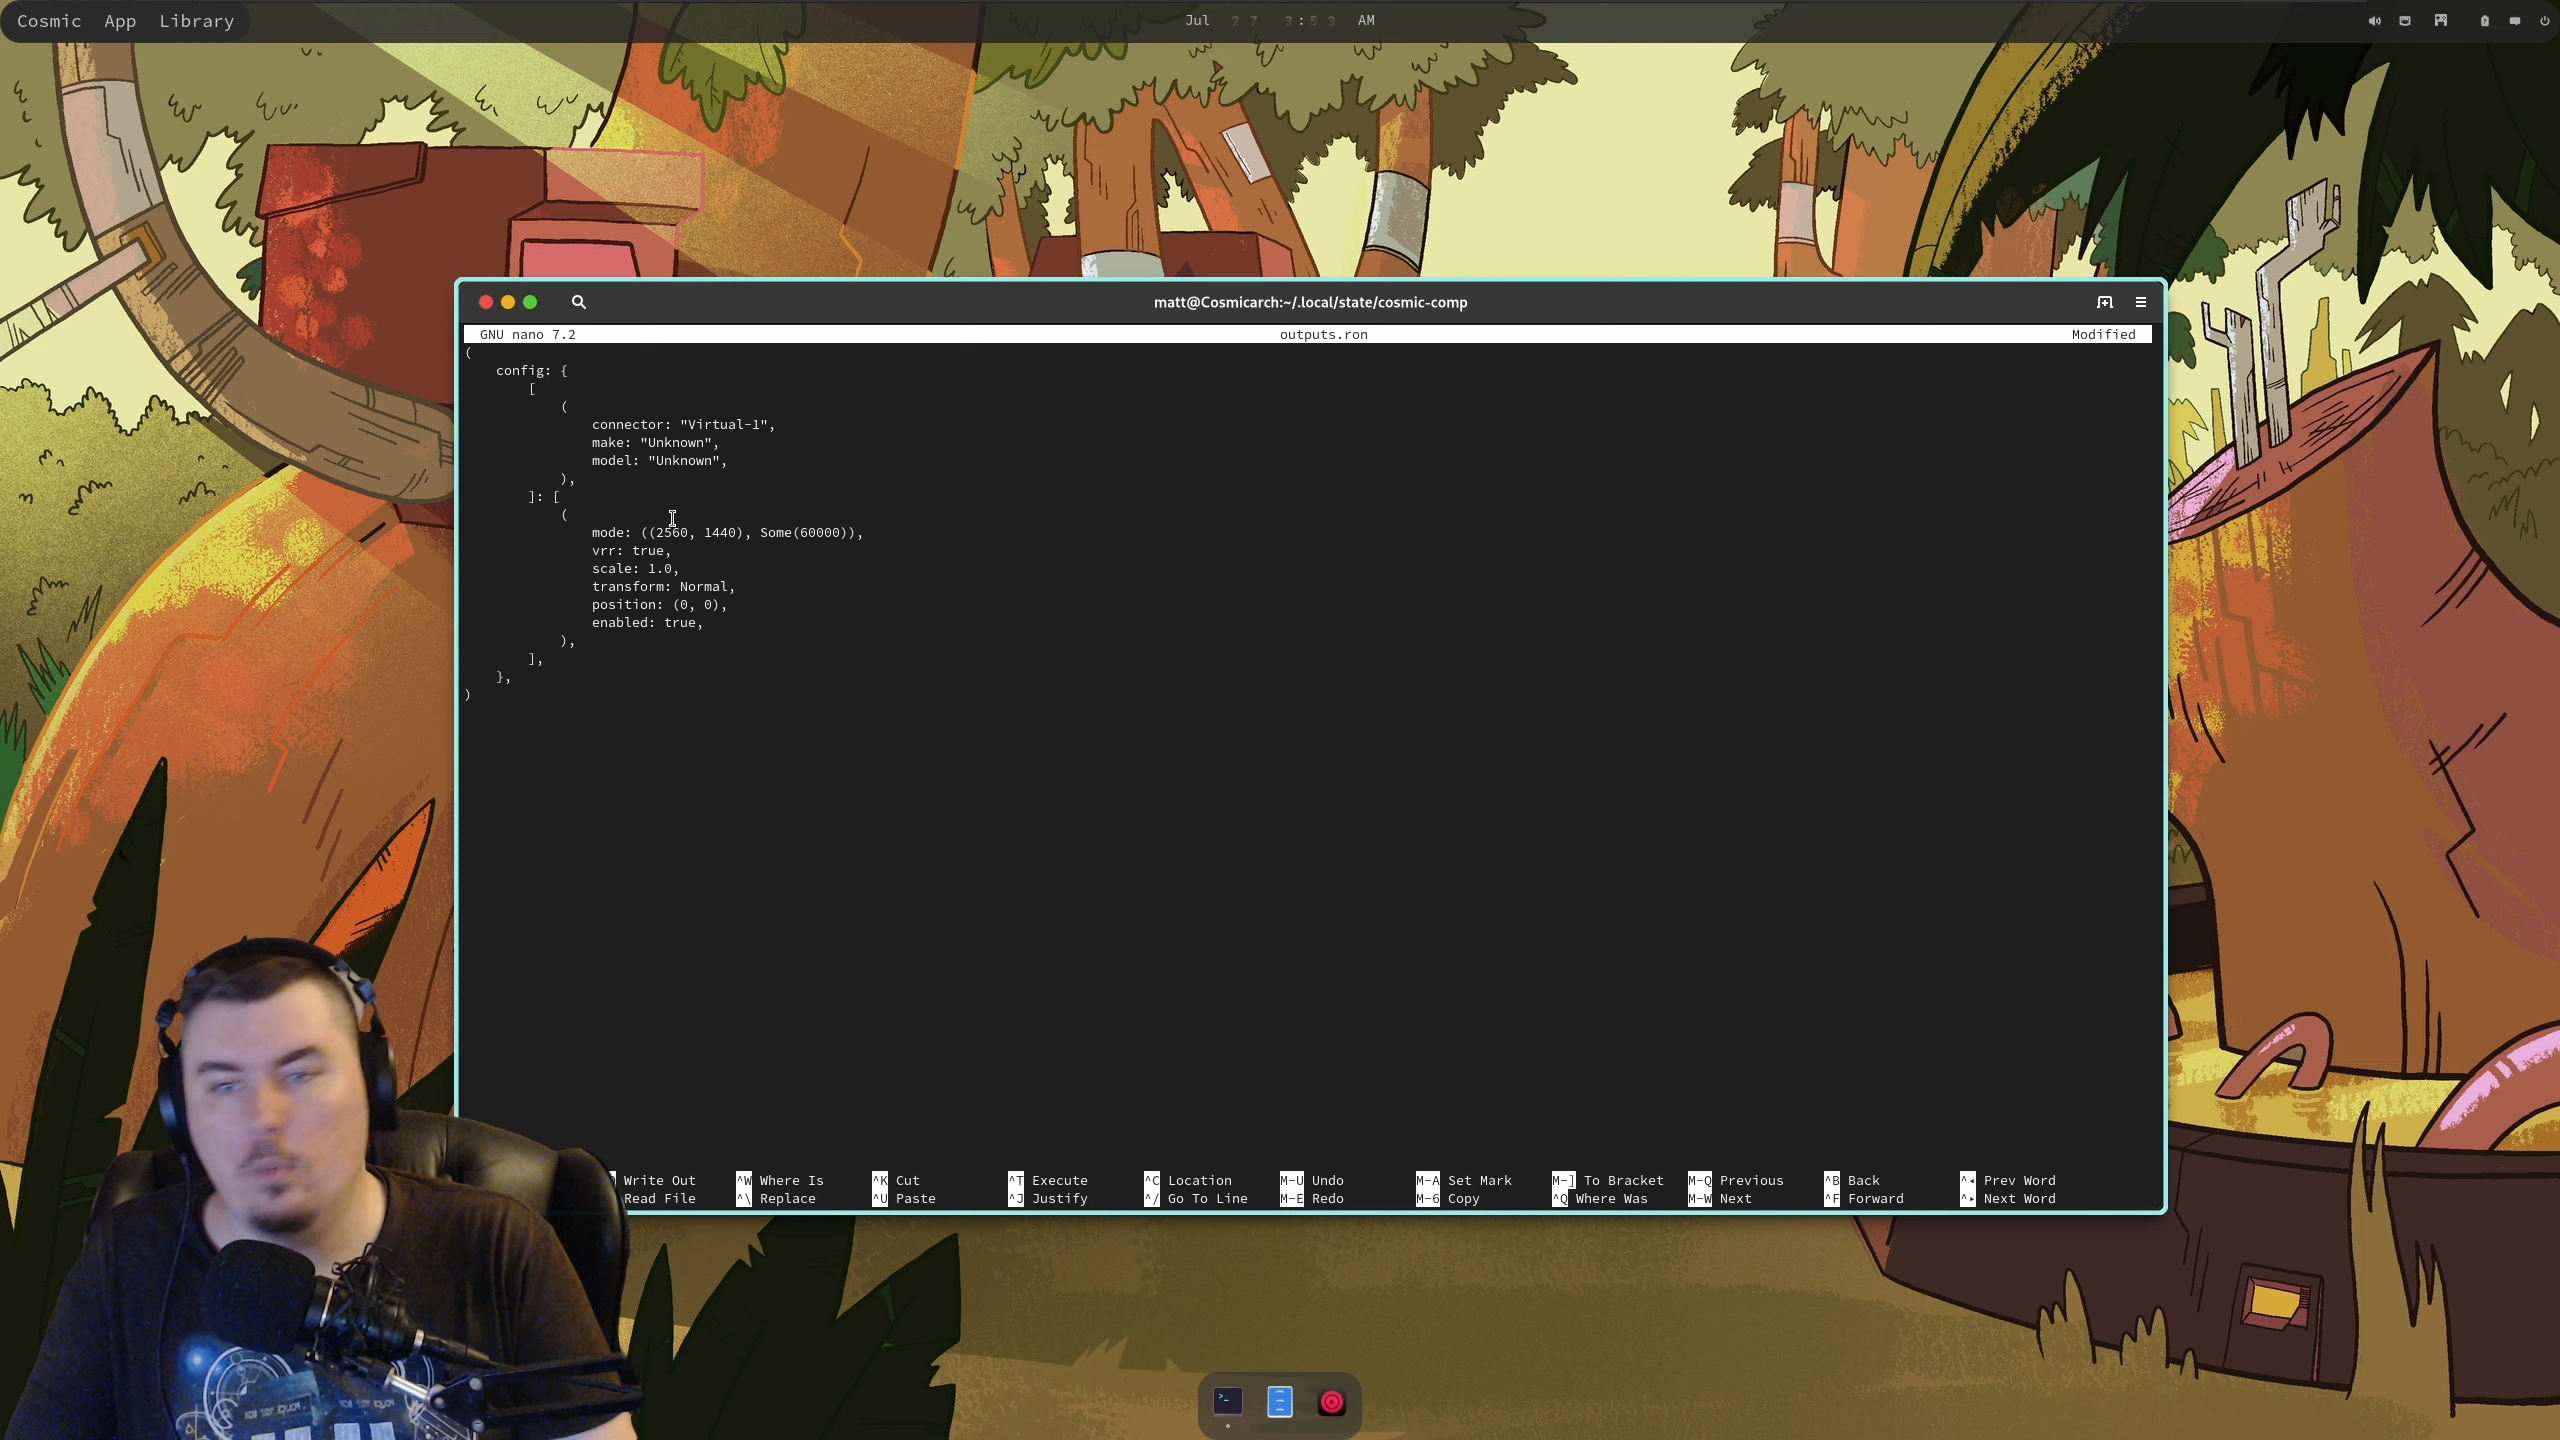 Cosmic App Library
Jul 27 3:53 AM
matt@Cosmicarch:~/.local/state/cosmic-comp
GNU nano 7.2 outputs.ron Modified
(
config: {
[
(
connector: "Virtual-1",
make: "Unknown",
model: "Unknown",
),
]: [
(
mode: ((2560, 1440), Some(60000)),
vrr: true,
scale: 1.0,
transform: Normal,
position: (0, 0),
enabled: true,
),
],
},
)
Write Out ^W Where Is ^K Cut ^T Execute ^C Location M-U Undo M-A Set Mark M-] To Bracket M-Q Previous ^B Back ^◂ Prev Word
Read File ^\ Replace ^U Paste ^J Justify ^/ Go To Line M-E Redo M-6 Copy ^Q Where Was M-W Next ^F Forward ^▸ Next Word